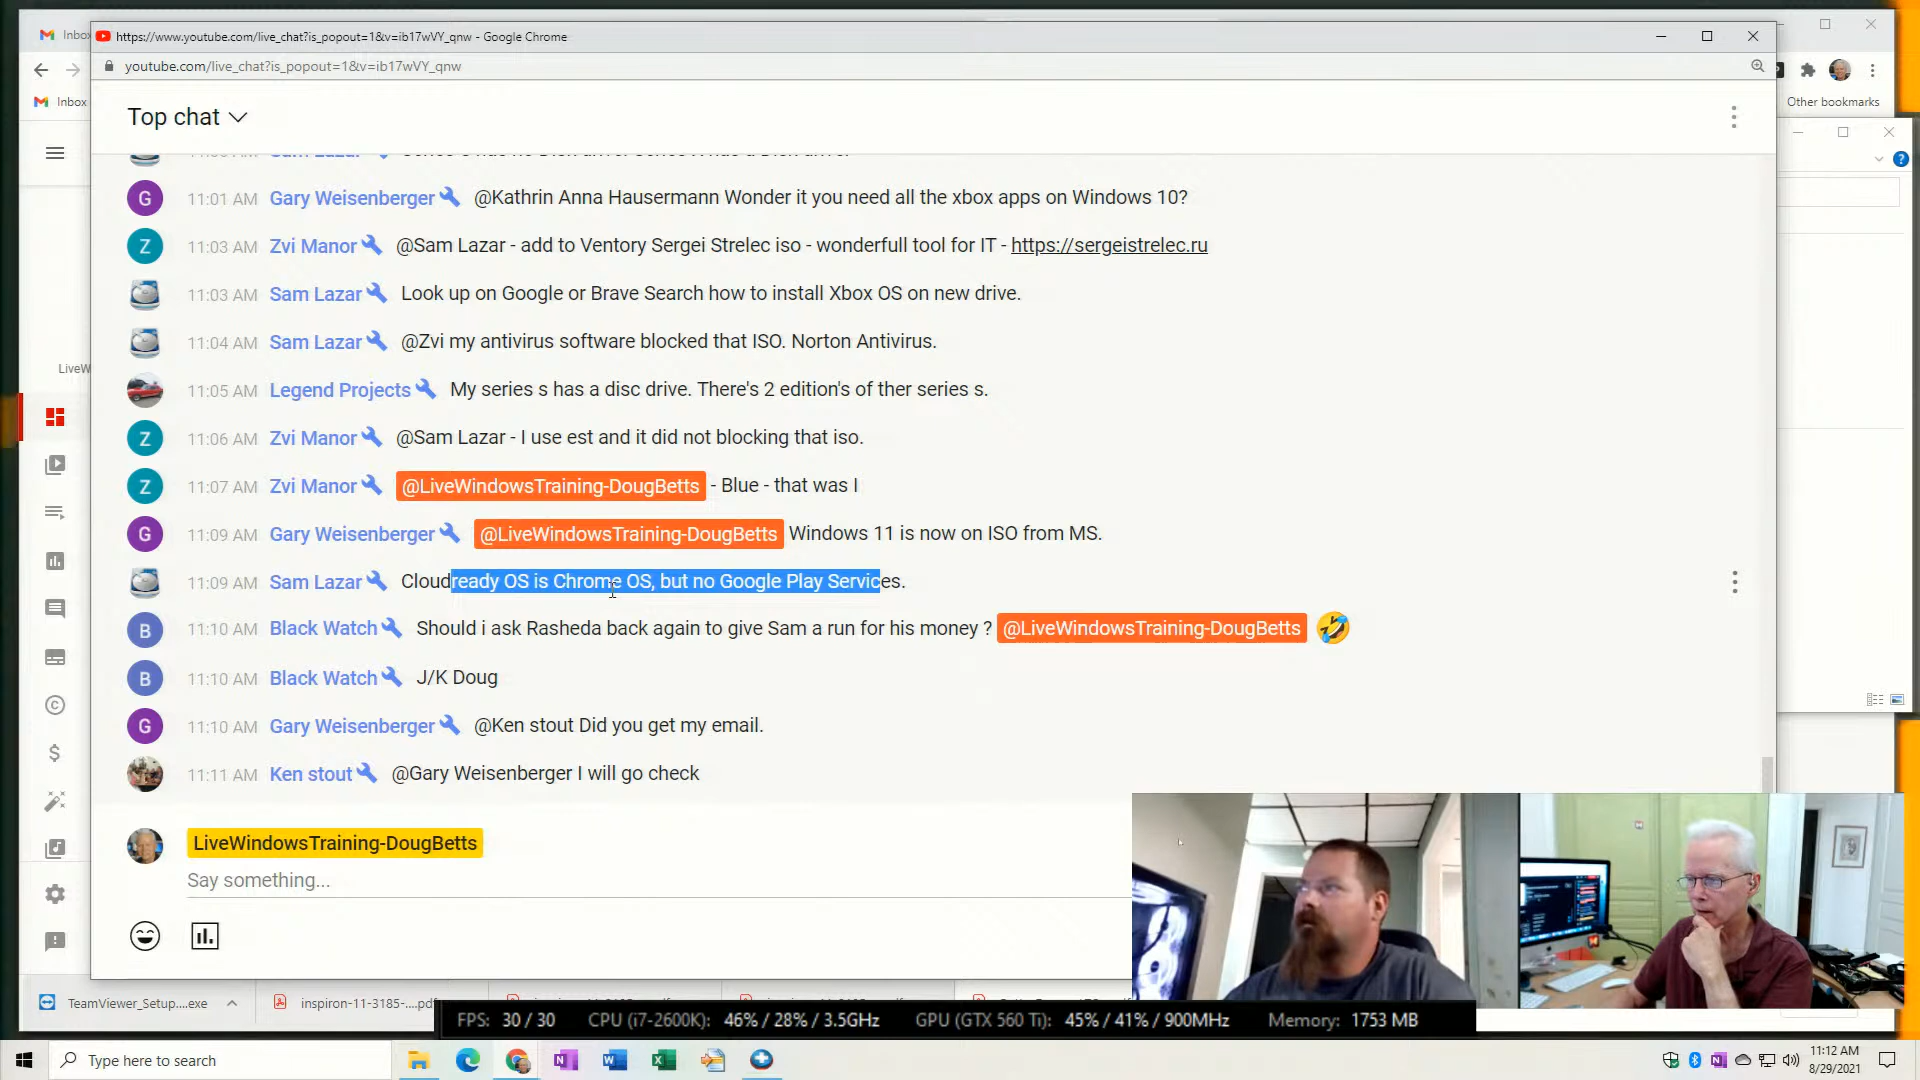 Inbo
https://www.youtube.com/live_chat?is_popout=1&v=ib17wVY_qnw - Google Chrome
youtube.com/live_chat?is_popout=1&v=ib17wVY_qnw
Inbox
Other bookmarks
Top chat
Sam Lazar
11:01 AM Gary Weisenberger @Kathrin Anna Hausermann Wonder it you need all the xbox apps on Windows 10?
11:03 AM Zvi Manor @Sam Lazar - add to Ventory Sergei Strelec iso - wonderfull tool for IT - https://sergeistrelec.ru
11:03 AM Sam Lazar Look up on Google or Brave Search how to install Xbox OS on new drive.
11:04 AM Sam Lazar @Zvi my antivirus software blocked that ISO. Norton Antivirus.
LiveW
11:05 AM Legend Projects My series s has a disc drive. There's 2 edition's of ther series s.
11:06 AM Zvi Manor @Sam Lazar - I use est and it did not blocking that iso.
11:07 AM Zvi Manor @LiveWindowsTraining-DougBetts - Blue - that was I
11:09 AM Gary Weisenberger @LiveWindowsTraining-DougBetts Windows 11 is now on ISO from MS.
11:09 AM Sam Lazar Cloudready OS is Chrome OS, but no Google Play Services.
11:10 AM Black Watch Should i ask Rasheda back again to give Sam a run for his money ? @LiveWindowsTraining-DougBetts 🤣
11:10 AM Black Watch J/K Doug
11:10 AM Gary Weisenberger @Ken stout Did you get my email.
11:11 AM Ken stout @Gary Weisenberger I will go check
LiveWindowsTraining-DougBetts
Say something...
TeamViewer_Setup....exe
inspiron-11-3185-....pdf
FPS: 30 / 30 CPU (i7-2600K): 46% / 28% / 3.5GHz GPU (GTX 560 Ti): 45% / 41% / 900MHz Memory: 1753 MB
Type here to search
11:12 AM
8/29/2021